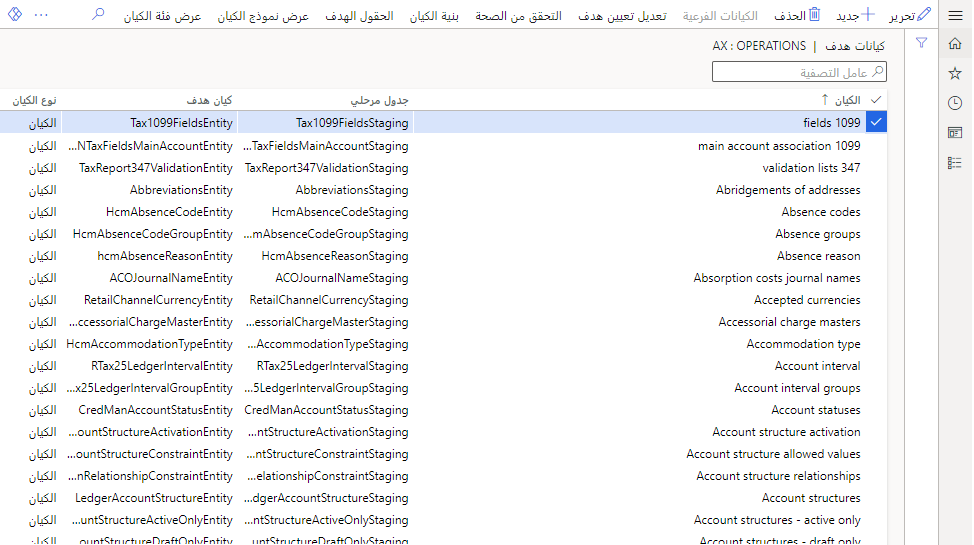 تحرير جديد الحذف الكيانات الفرعية تعديل تعيين هدف التحقق من الصحة بنية الكيان الحقول الهدف عرض نموذج الكيان عرض فئة الكيان ...
كيانات هدف | AX : OPERATIONS
عامل التصفية
الكيان ↑ جدول مرحلي كيان هدف نوع الكيان
fields 1099 Tax1099FieldsStaging Tax1099FieldsEntity الكيان
main account association 1099 ...TaxFieldsMainAccountStaging ...NTaxFieldsMainAccountEntity الكيان
validation lists 347 TaxReport347ValidationStaging TaxReport347ValidationEntity الكيان
Abridgements of addresses AbbreviationsStaging AbbreviationsEntity الكيان
Absence codes HcmAbsenceCodeStaging HcmAbsenceCodeEntity الكيان
Absence groups ...mAbsenceCodeGroupStaging HcmAbsenceCodeGroupEntity الكيان
Absence reason HcmAbsenceReasonStaging hcmAbsenceReasonEntity الكيان
Absorption costs journal names ACOJournalNameStaging ACOJournalNameEntity الكيان
Accepted currencies RetailChannelCurrencyStaging RetailChannelCurrencyEntity الكيان
Accessorial charge masters ...essorialChargeMasterStaging ...ccessorialChargeMasterEntity الكيان
Accommodation type ...AccommodationTypeStaging HcmAccommodationTypeEntity الكيان
Account interval RTax25LedgerIntervalStaging RTax25LedgerIntervalEntity الكيان
Account interval groups ...5LedgerIntervalGroupStaging ...x25LedgerIntervalGroupEntity الكيان
Account statuses CredManAccountStatusStaging CredManAccountStatusEntity الكيان
Account structure activation ...ntStructureActivationStaging ...ountStructureActivationEntity الكيان
Account structure allowed values ...ntStructureConstraintStaging ...ountStructureConstraintEntity الكيان
Account structure relationships ...elationshipConstraintStaging ...nRelationshipConstraintEntity الكيان
Account structures ...dgerAccountStructureStaging LedgerAccountStructureEntity الكيان
Account structures - active only ...ntStructureActiveOnlyStaging ...untStructureActiveOnlyEntity الكيان
Account structures - draft only ...untStructureDraftOnlyStaging ...ountStructureDraftOnlyEntity الكيان